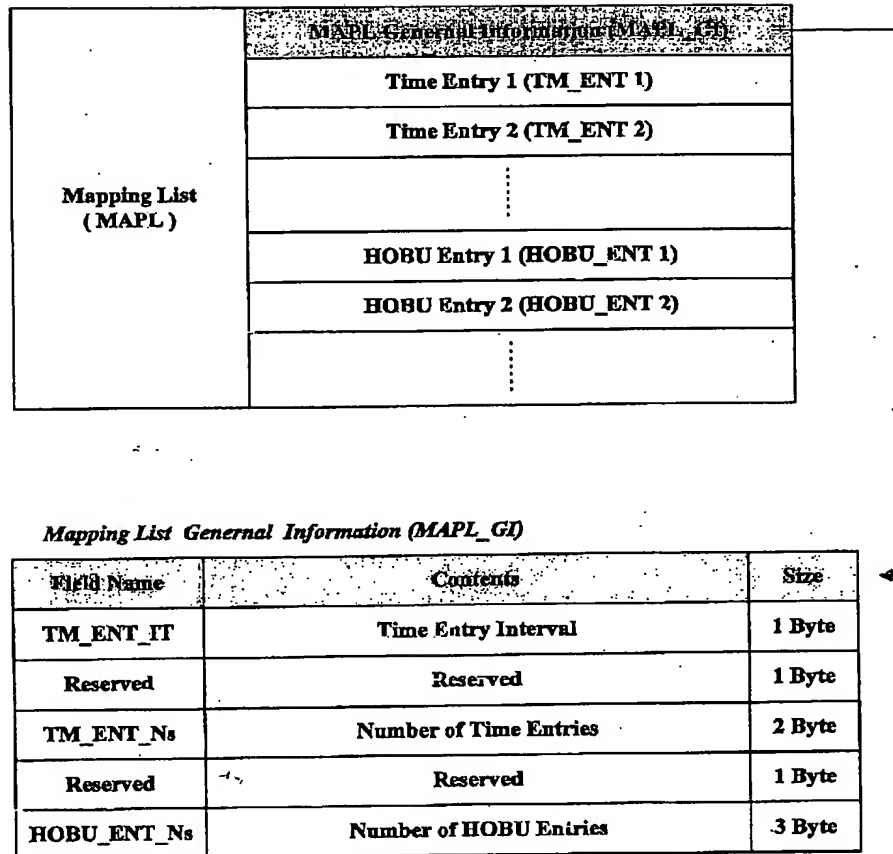 MAPL Genernal Information (MAPL_GI)
Time Entry 1 (TM_ENT 1)
Time Entry 2 (TM_ENT 2)
Mapping List
( MAPL )
HOBU Entry 1 (HOBU_ENT 1)
HOBU Entry 2 (HOBU_ENT 2)
Mapping List Genernal Information (MAPL_GI)
Field Name Contents Size
TM_ENT_IT Time Entry Interval 1 Byte
Reserved Reserved 1 Byte
TM_ENT_Ns Number of Time Entries 2 Byte
Reserved Reserved 1 Byte
HOBU_ENT_Ns Number of HOBU Entries 3 Byte